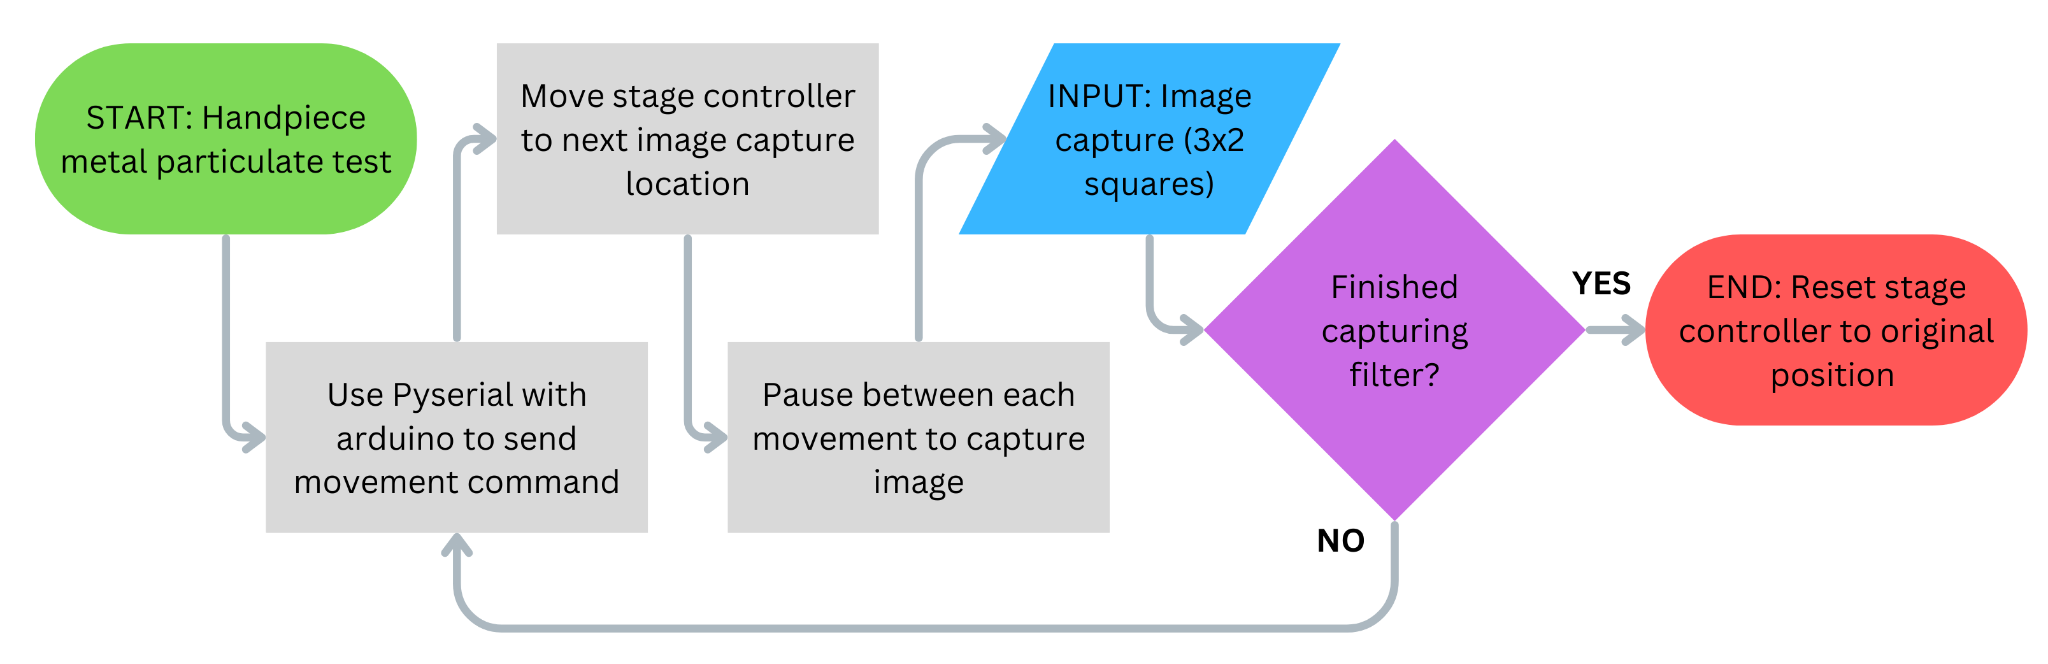 START: Handpiece
metal particulate test
Use Pyserial with
arduino to send
movement command
Move stage controller
to next image capture
location
Pause between each
movement to capture
image
INPUT: Image
capture (3x2
squares)
Finished
capturing
filter?
YES
END: Reset stage
controller to original
position
NO